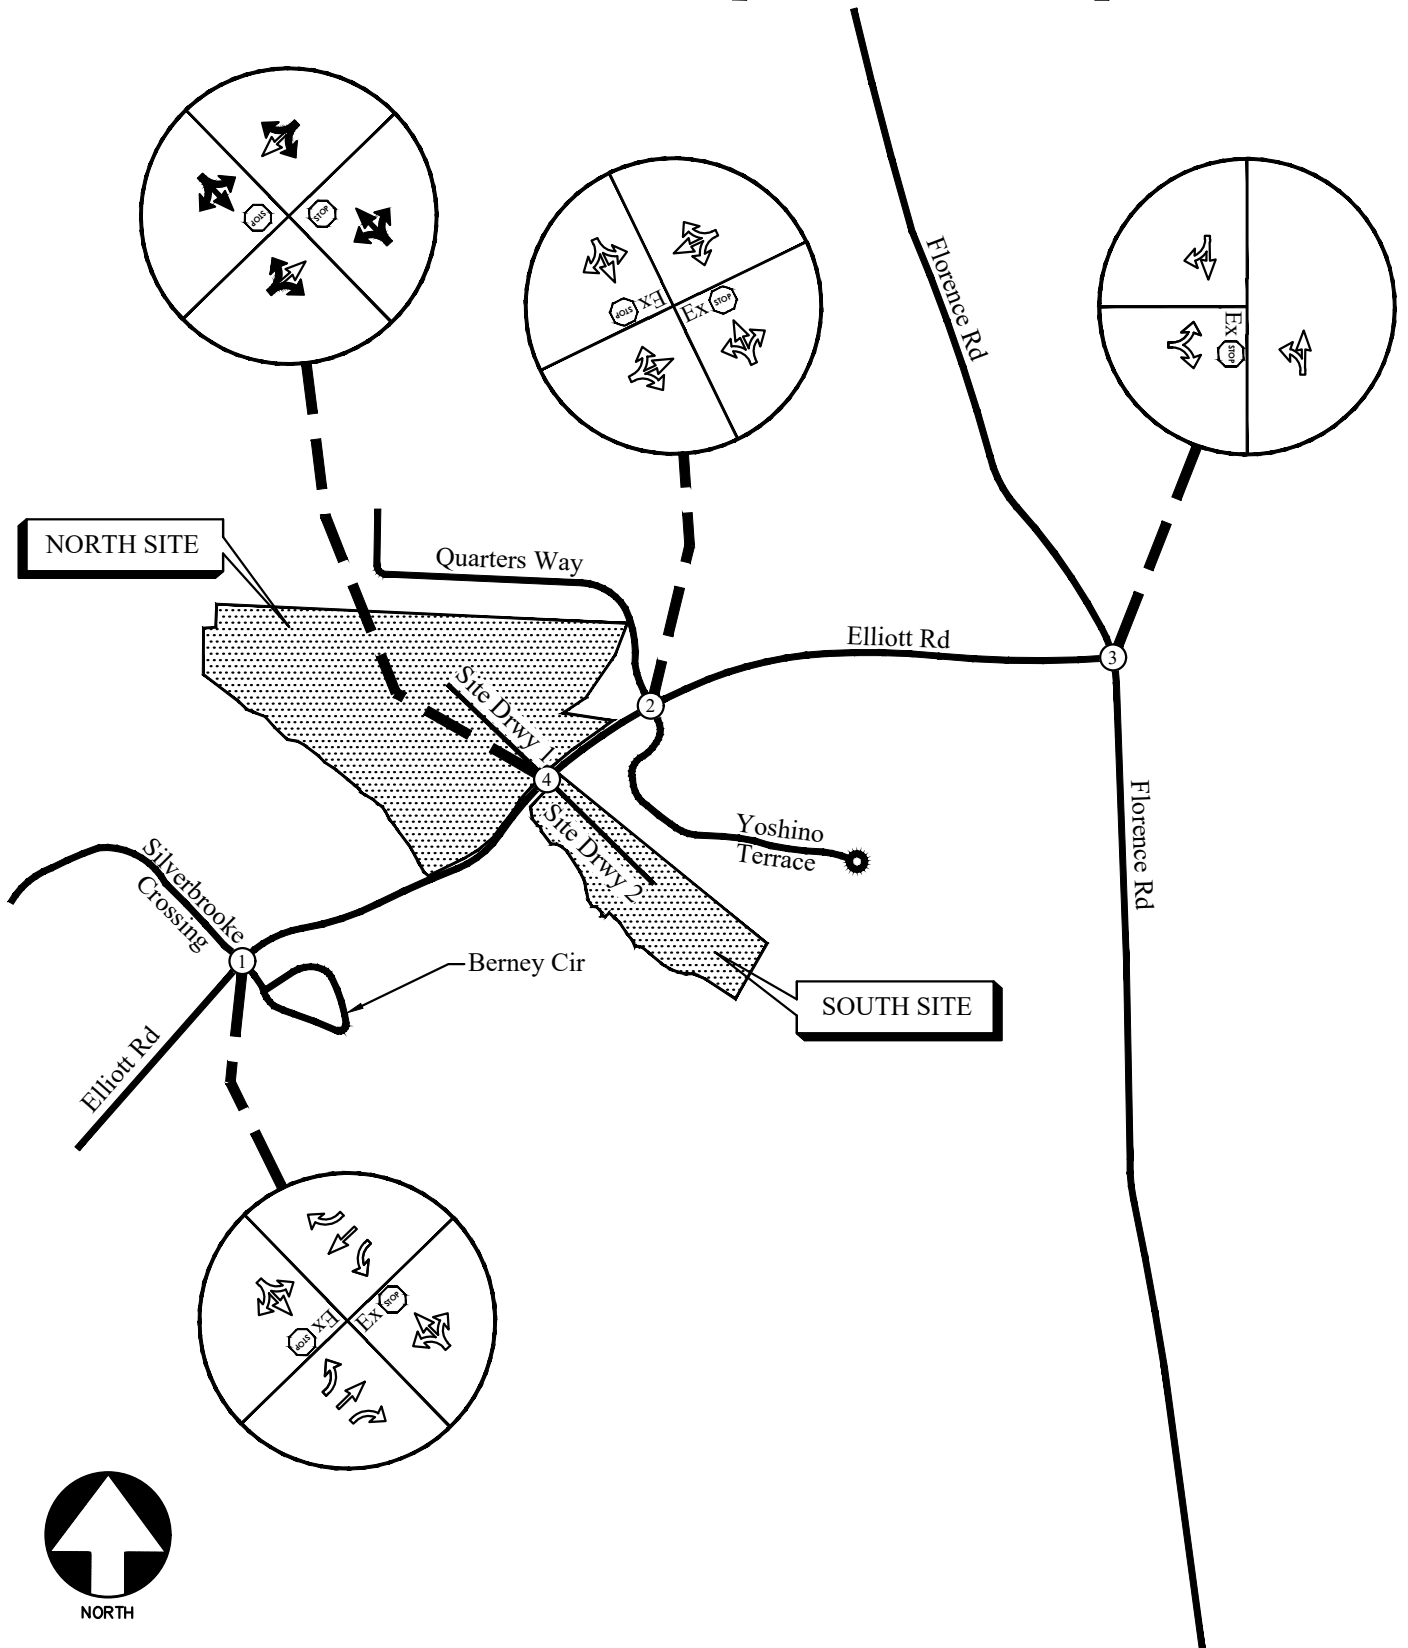 STOP
STOP
Ex
STOP
Ex
STOP
Ex
STOP
Florence Rd
NORTH SITE
Quarters Way
Elliott Rd
3
2
Site Drwy 1
4
Site Drwy 2
Yoshino
Terrace
Florence Rd
Silverbrooke
Crossing
1
Berney Cir
SOUTH SITE
Elliott Rd
Ex
STOP
Ex
STOP
NORTH